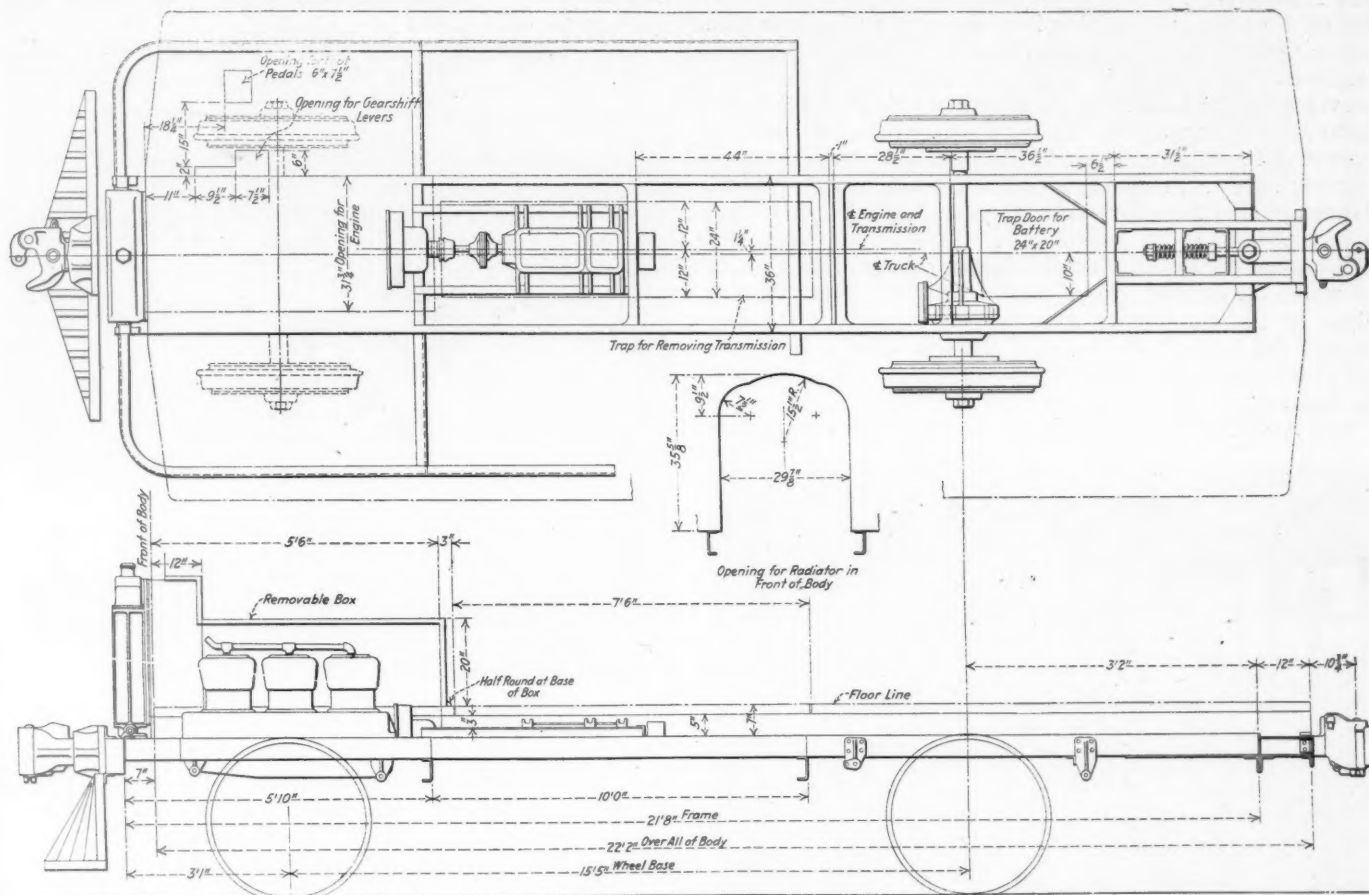 Opening for
Pedals 6"x 7½"
Opening for Gearshift
Levers
18¼"
15"
2"
6"
11"
9½"
7½"
Opening for
Engine
44"
1"
28½"
36½"
6½"
31½"
12"
24"
1¼"
12"
36"
℄ Engine and
Transmission
℄ Truck
Trap Door for
Battery
24"x 20"
10"
Trap for Removing Transmission
9½"
7½"
15½" R.
35⅝"
29⅞"
Opening for Radiator in
Front of Body
Front of Body
5'6"
3"
12"
Removable Box
7'6"
20"
Half Round at Base
of Box
3"
5"
7"
Floor Line
3'2"
12"
10¾"
7"
5'10"
10'0"
21'8" Frame
22'2" Over All of Body
3'1"
15'5" Wheel Base